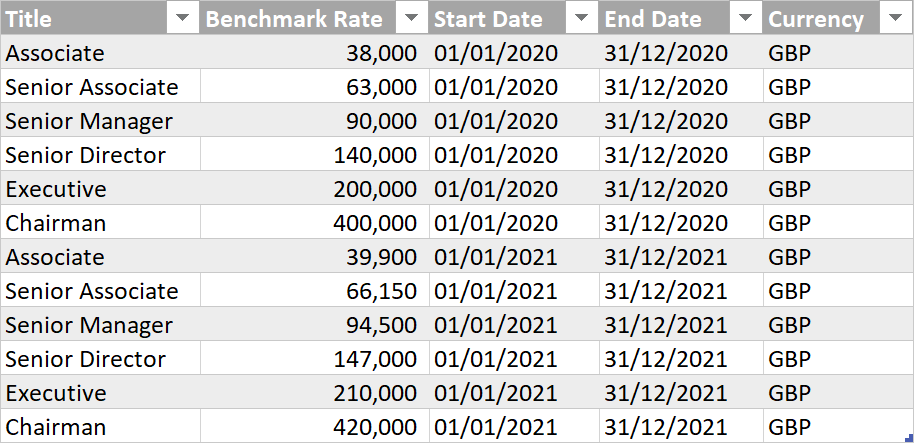 Title Benchmark Rate Start Date End Date Currency
Associate 38,000 01/01/2020 31/12/2020 GBP
Senior Associate 63,000 01/01/2020 31/12/2020 GBP
Senior Manager 90,000 01/01/2020 31/12/2020 GBP
Senior Director 140,000 01/01/2020 31/12/2020 GBP
Executive 200,000 01/01/2020 31/12/2020 GBP
Chairman 400,000 01/01/2020 31/12/2020 GBP
Associate 39,900 01/01/2021 31/12/2021 GBP
Senior Associate 66,150 01/01/2021 31/12/2021 GBP
Senior Manager 94,500 01/01/2021 31/12/2021 GBP
Senior Director 147,000 01/01/2021 31/12/2021 GBP
Executive 210,000 01/01/2021 31/12/2021 GBP
Chairman 420,000 01/01/2021 31/12/2021 GBP